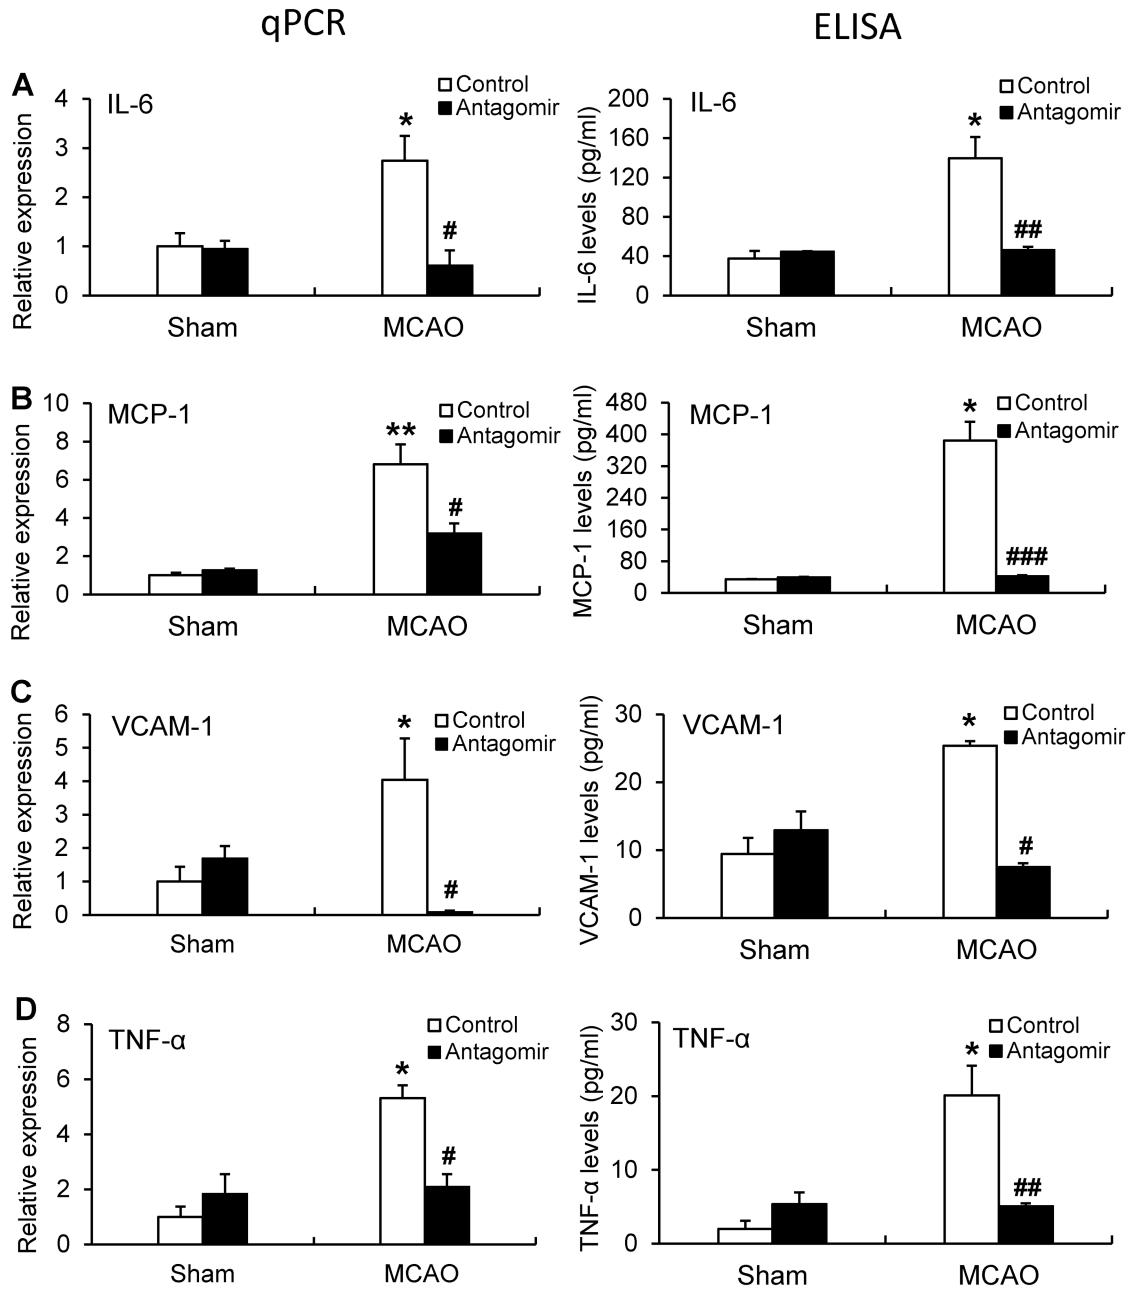 qPCR
ELISA
A
IL-6
Control
Antagomir
Relative expression
4
3
2
1
0
*
#
Sham
MCAO
IL-6
Control
Antagomir
IL-6 levels (pg/ml)
200
160
120
80
40
0
*
##
Sham
MCAO
B
MCP-1
Control
Antagomir
Relative expression
10
8
6
4
2
0
**
#
Sham
MCAO
MCP-1
Control
Antagomir
MCP-1 levels (pg/ml)
480
400
320
240
160
80
0
*
###
Sham
MCAO
C
VCAM-1
Control
Antagomir
Relative expression
6
5
4
3
2
1
0
*
#
Sham
MCAO
VCAM-1
Control
Antagomir
VCAM-1 levels (pg/ml)
30
20
10
0
*
#
Sham
MCAO
D
TNF-α
Control
Antagomir
Relative expression
8
6
4
2
0
*
#
Sham
MCAO
TNF-α
Control
Antagomir
TNF-α levels (pg/ml)
30
20
10
0
*
##
Sham
MCAO